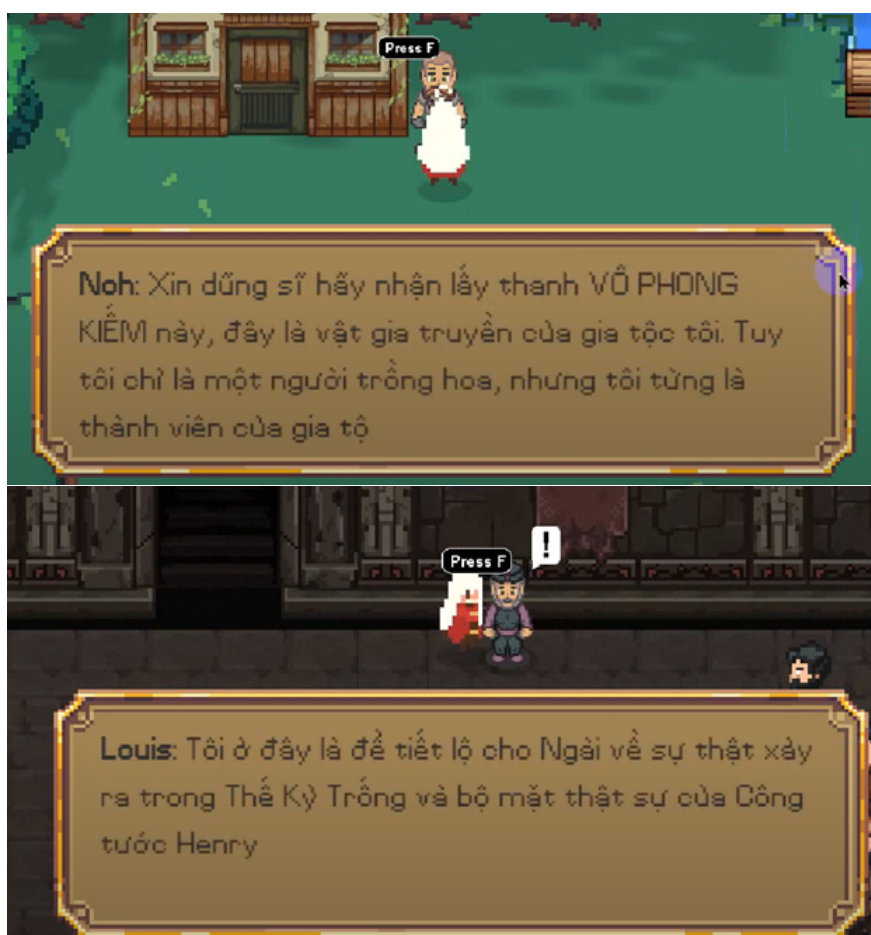 Press F
Noh: Xin dũng sĩ hãy nhận lấy thanh VÔ PHONG
KIẾM này, đây là vật gia truyền của gia tộc tôi. Tuy
tôi chỉ là một người trồng hoa, nhưng tôi từng là
thành viên của gia tộ
!
Press F
Louis: Tôi ở đây là để tiết lộ cho Ngài về sự thật xảy
ra trong Thế Kỷ Trống và bộ mặt thật sự của Công
tước Henry